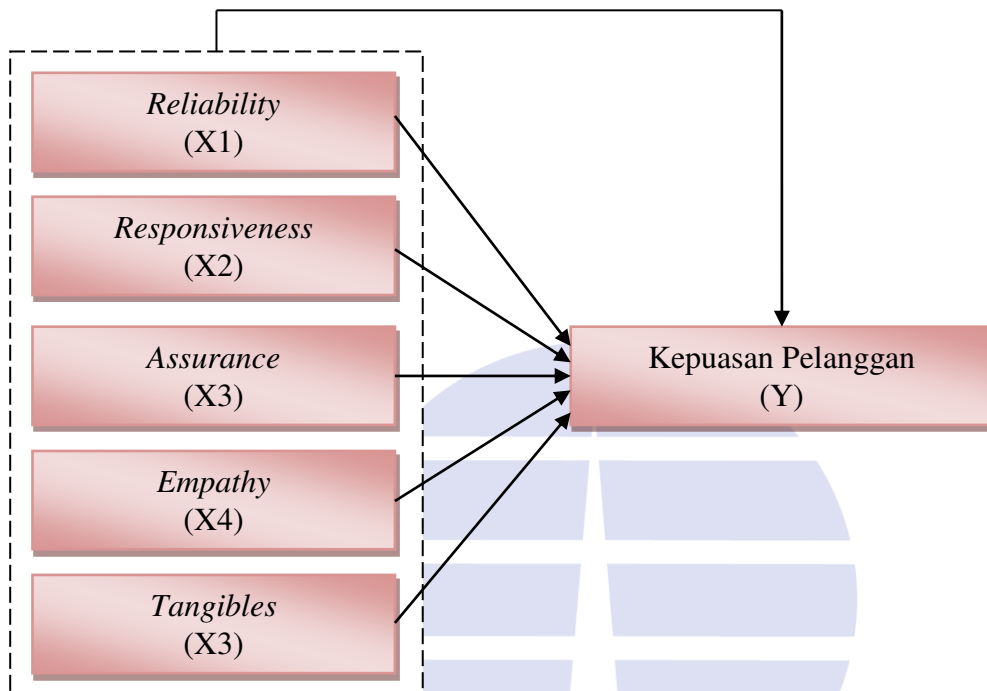 Reliability
(X1)
Responsiveness
(X2)
Assurance
(X3)
Empathy
(X4)
Tangibles
(X3)
Kepuasan Pelanggan
(Y)